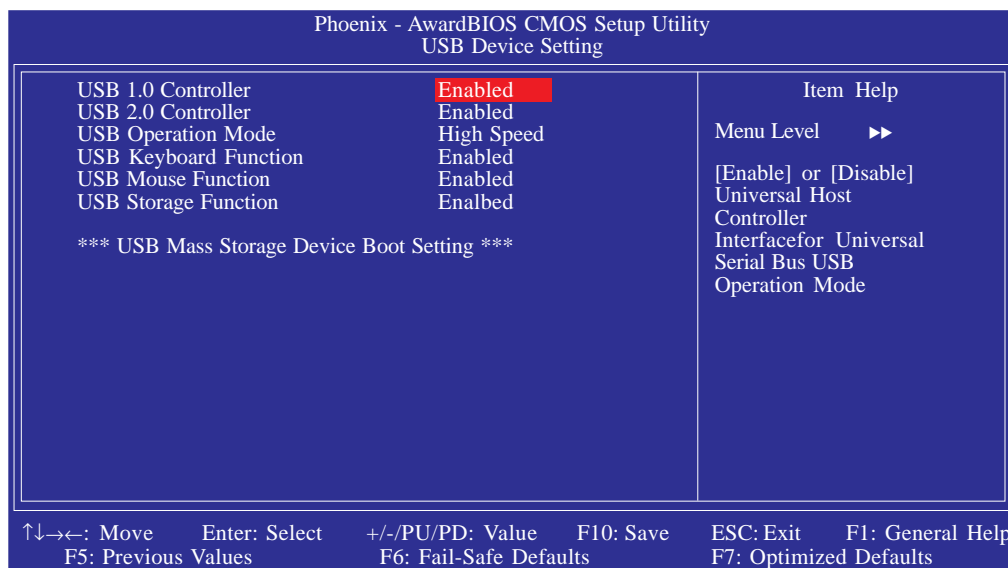 Phoenix - AwardBIOS CMOS Setup Utility
USB Device Setting
USB 1.0 Controller Enabled
USB 2.0 Controller Enabled
USB Operation Mode High Speed
USB Keyboard Function Enabled
USB Mouse Function Enabled
USB Storage Function Enalbed
*** USB Mass Storage Device Boot Setting ***
Item Help
Menu Level ▶▶
[Enable] or [Disable]
Universal Host
Controller
Interfacefor Universal
Serial Bus USB
Operation Mode
↑↓→←: Move Enter: Select +/-/PU/PD: Value F10: Save ESC: Exit F1: General Help
F5: Previous Values F6: Fail-Safe Defaults F7: Optimized Defaults